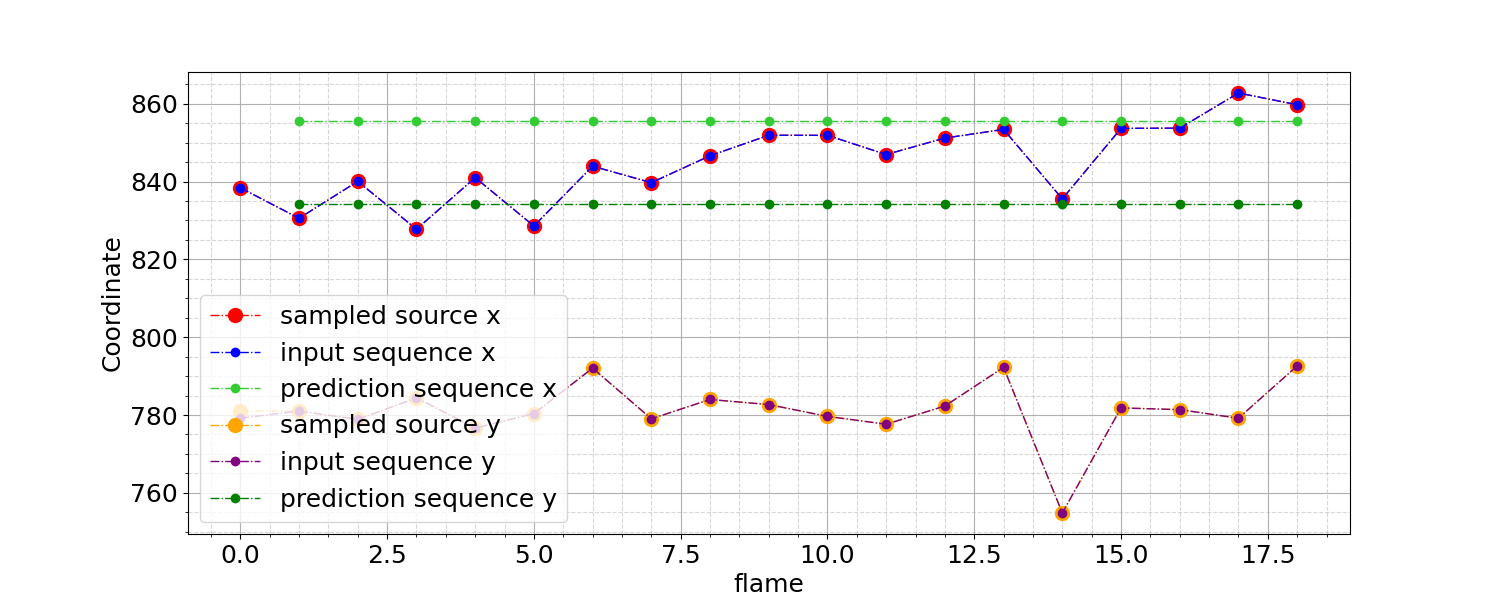 860
840
820
800
780
760
Coordinate
sampled source x
input sequence x
prediction sequence x
sampled source y
input sequence y
prediction sequence y
0.0 2.5 5.0 7.5 10.0 12.5 15.0 17.5
flame